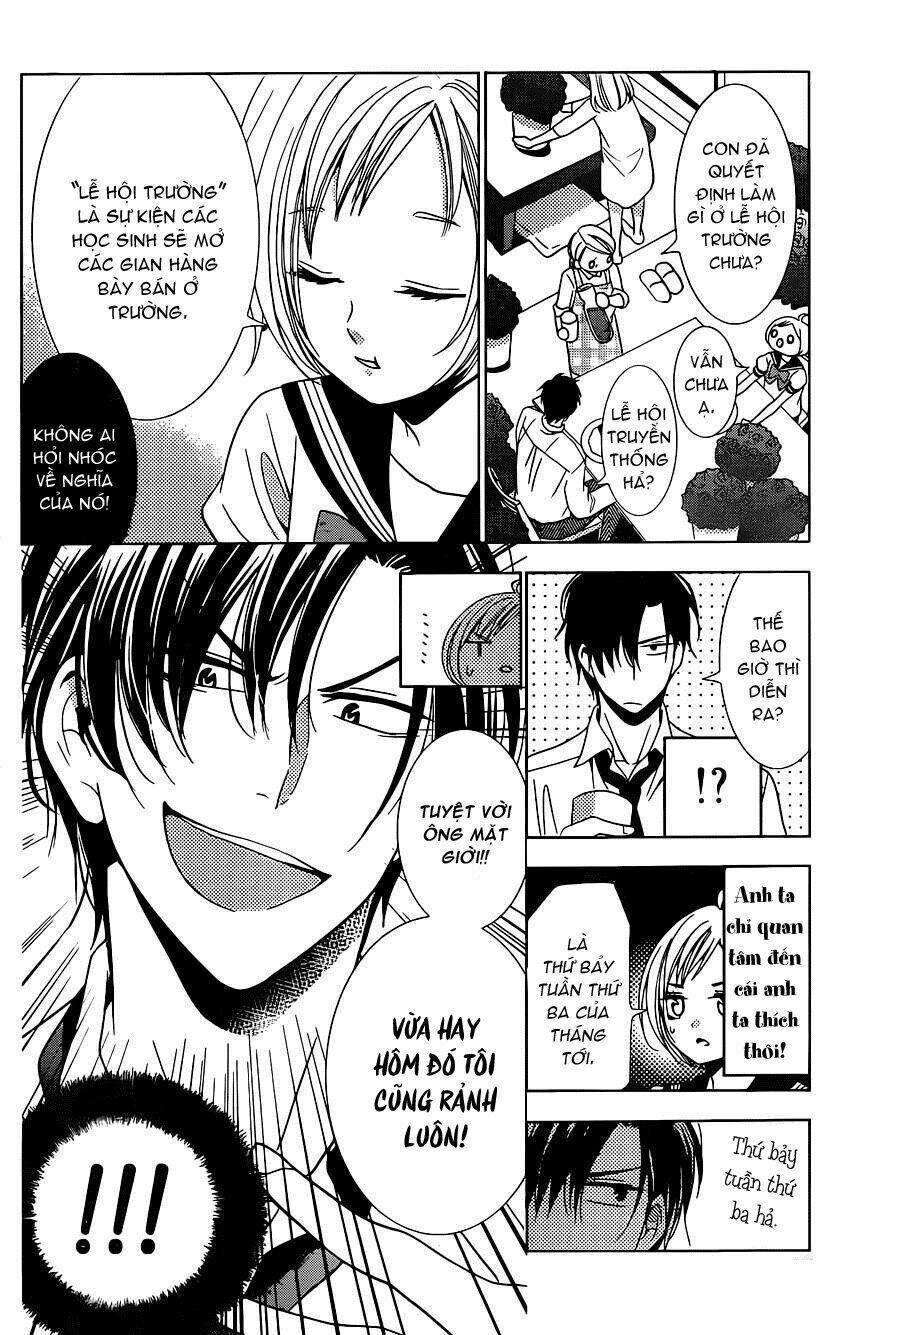 CON ĐÃ
QUYẾT
ĐỊNH LÀM
GÌ Ở LỄ HỘI
TRƯỜNG
CHƯA?
VẪN
CHƯA
Ạ.
LỄ HỘI
TRUYỀN
THỐNG
HẢ?
"LỄ HỘI TRƯỜNG"
LÀ SỰ KIỆN CÁC
HỌC SINH SẼ MỞ
CÁC GIAN HÀNG
BÀY BÁN Ở
TRƯỜNG.
KHÔNG AI
HỎI NHÓC
VỀ NGHĨA
CỦA NÓ!
THẾ
BAO
GIỜ THÌ
DIỄN
RA?
!?
Anh ta
chỉ quan
tâm đến
cái anh
ta thích
thôi!
LÀ
THỨ BẢY
TUẦN THỨ
BA CỦA
THÁNG
TỚI.
Thứ bảy
tuần thứ
ba hả.
TUYỆT VỜI
ÔNG MẶT
GIỜI!!
VỪA HAY
HÔM ĐÓ TÔI
CŨNG RẢNH
LUÔN!
!!!